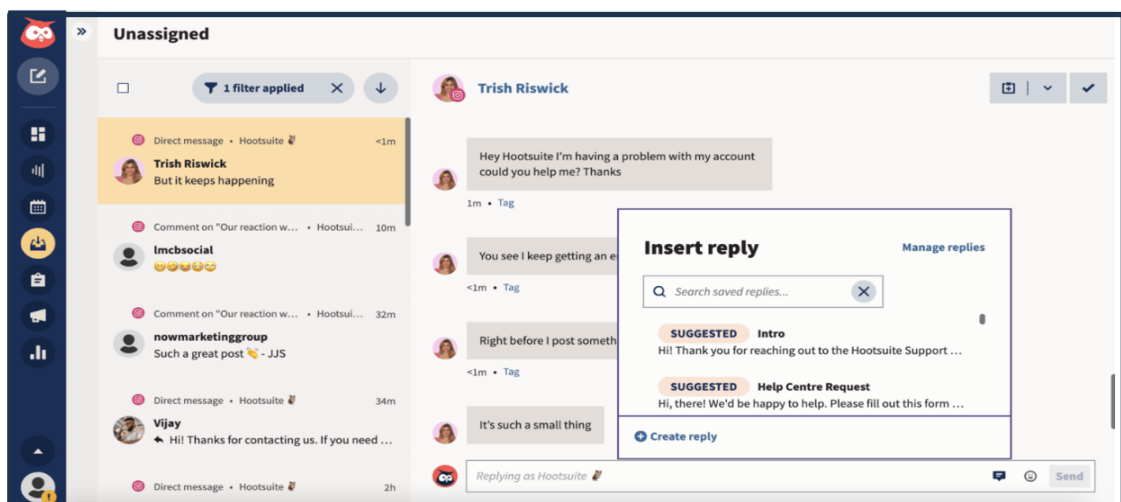 Unassigned
1 filter applied
Direct message • Hootsuite
<1m
Trish Riswick
But it keeps happening
Comment on "Our reaction w... • Hootsui...
10m
lmcbsocial
Comment on "Our reaction w... • Hootsui...
32m
nowmarketinggroup
Such a great post 👏 - JJS
Direct message • Hootsuite
34m
Vijay
Hi! Thanks for contacting us. If you need ...
Direct message • Hootsuite
2h
Trish Riswick
Hey Hootsuite I'm having a problem with my account
could you help me? Thanks
1m • Tag
You see I keep getting an e
<1m • Tag
Right before I post someth
<1m • Tag
It's such a small thing
Insert reply
Manage replies
Search saved replies...
SUGGESTED Intro
Hi! Thank you for reaching out to the Hootsuite Support ...
SUGGESTED Help Centre Request
Hi, there! We'd be happy to help. Please fill out this form ...
Create reply
Replying as Hootsuite
Send